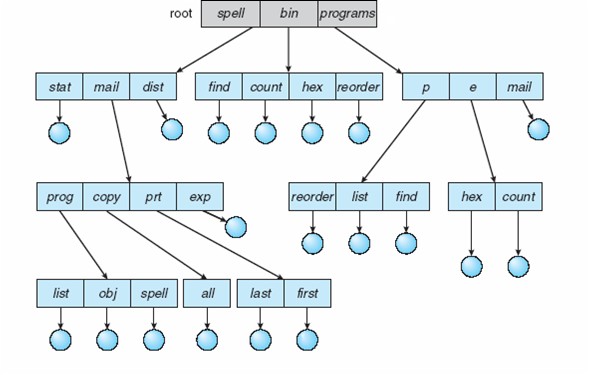 root spell bin programs
stat mail dist find count hex reorder p e mail
prog copy prt exp reorder list find hex count
list obj spell all last first